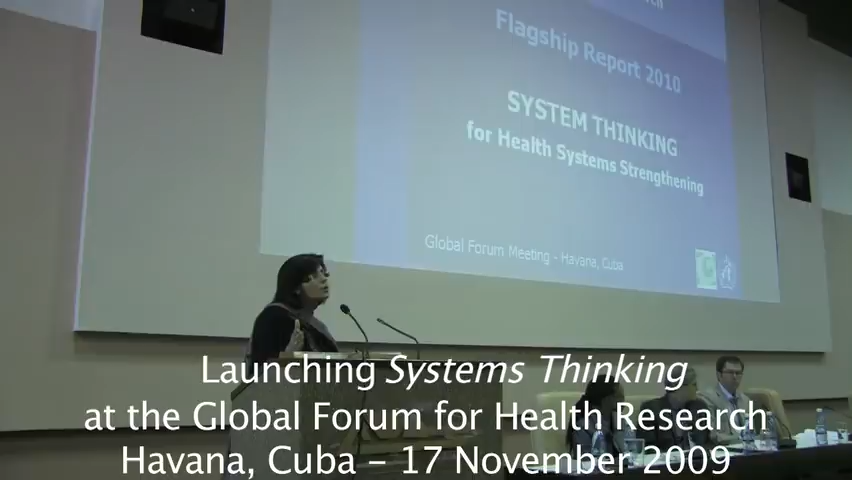 Flagship Report 2010
SYSTEM THINKING
for Health Systems Strengthening
Global Forum Meeting - Havana, Cuba
Launching Systems Thinking
at the Global Forum for Health Research
Havana, Cuba – 17 November 2009